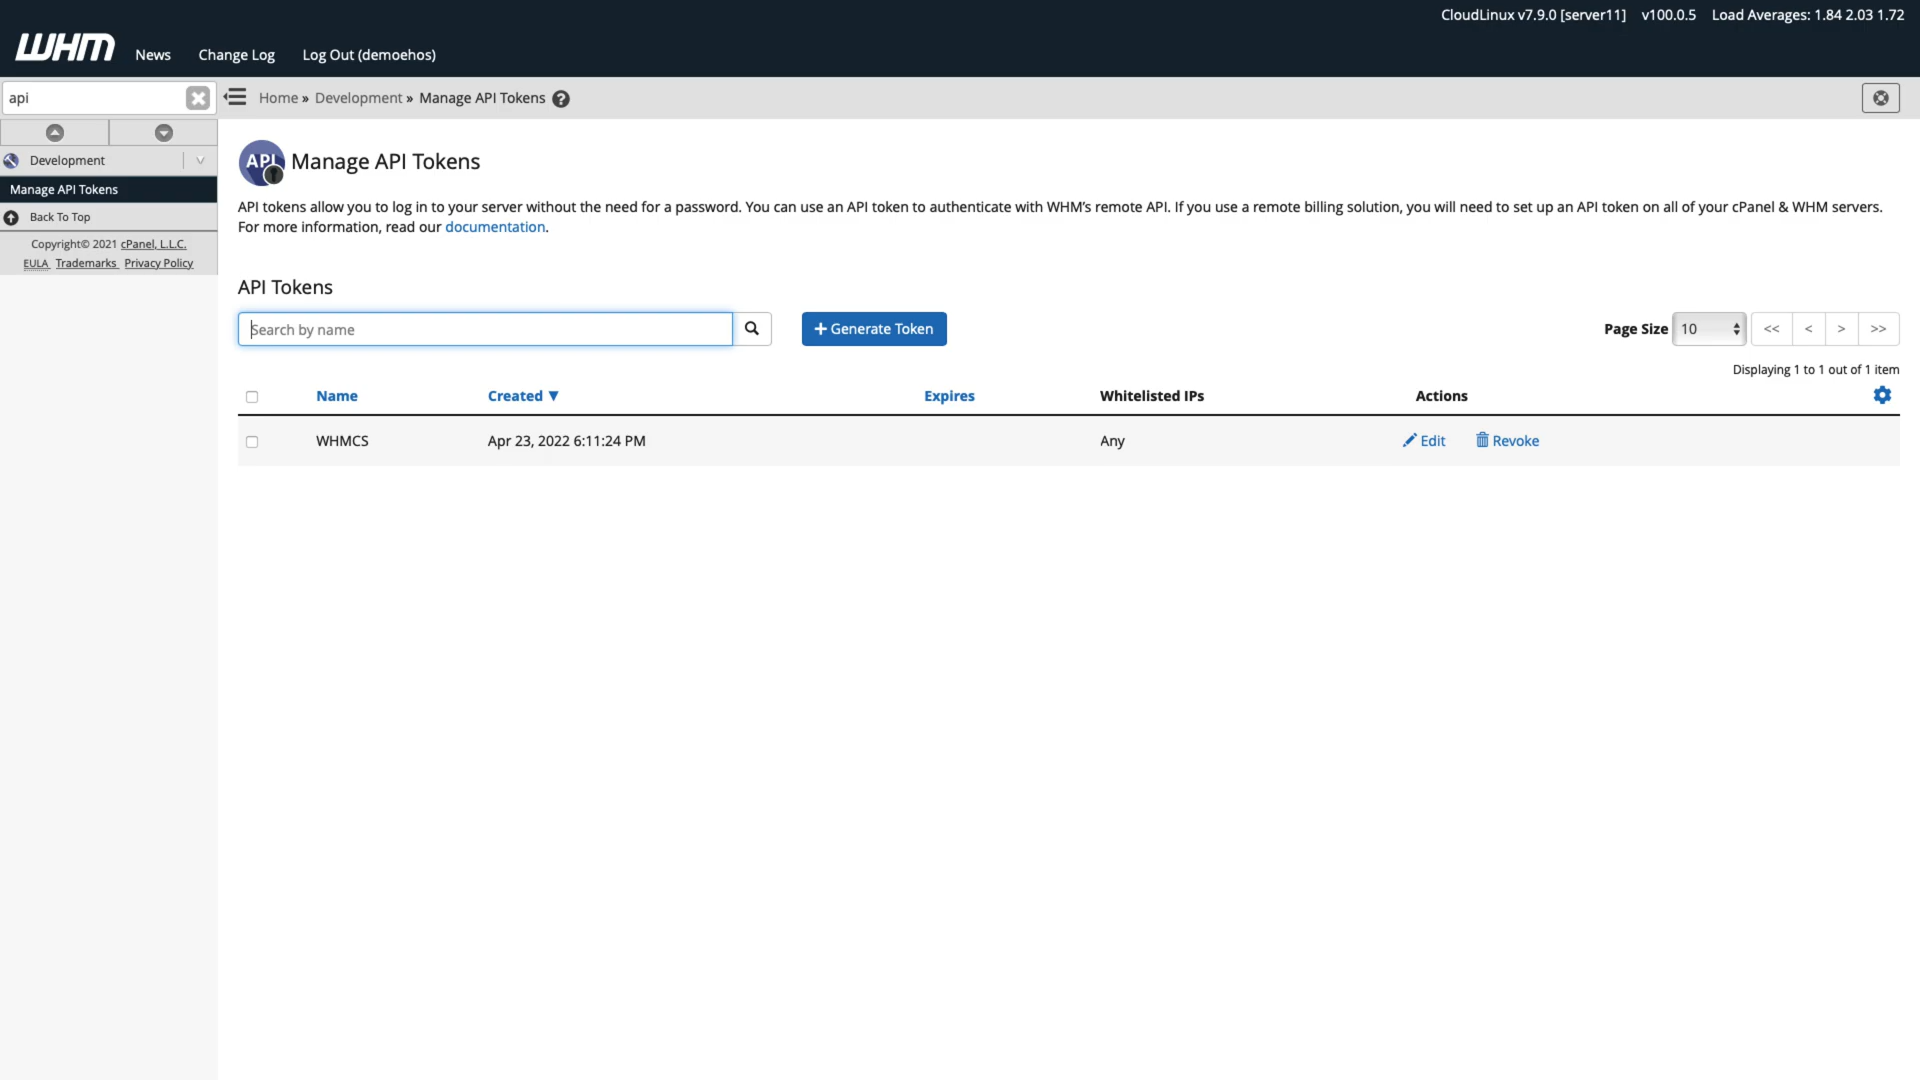 CloudLinux v7.9.0 [server11] v100.0.5 Load Averages: 1.84 2.03 1.72
WHM News Change Log Log Out (demoehos)
api
Home » Development » Manage API Tokens ?
Development
Manage API Tokens
Back To Top
Copyright© 2021 cPanel, L.L.C.
EULA Trademarks Privacy Policy
API Manage API Tokens
API tokens allow you to log in to your server without the need for a password. You can use an API token to authenticate with WHM's remote API. If you use a remote billing solution, you will need to set up an API token on all of your cPanel & WHM servers.
For more information, read our documentation.
API Tokens
Search by name
+ Generate Token
Page Size 10 << < > >>
Displaying 1 to 1 out of 1 item
Name Created ▼ Expires Whitelisted IPs Actions
WHMCS Apr 23, 2022 6:11:24 PM Any Edit Revoke